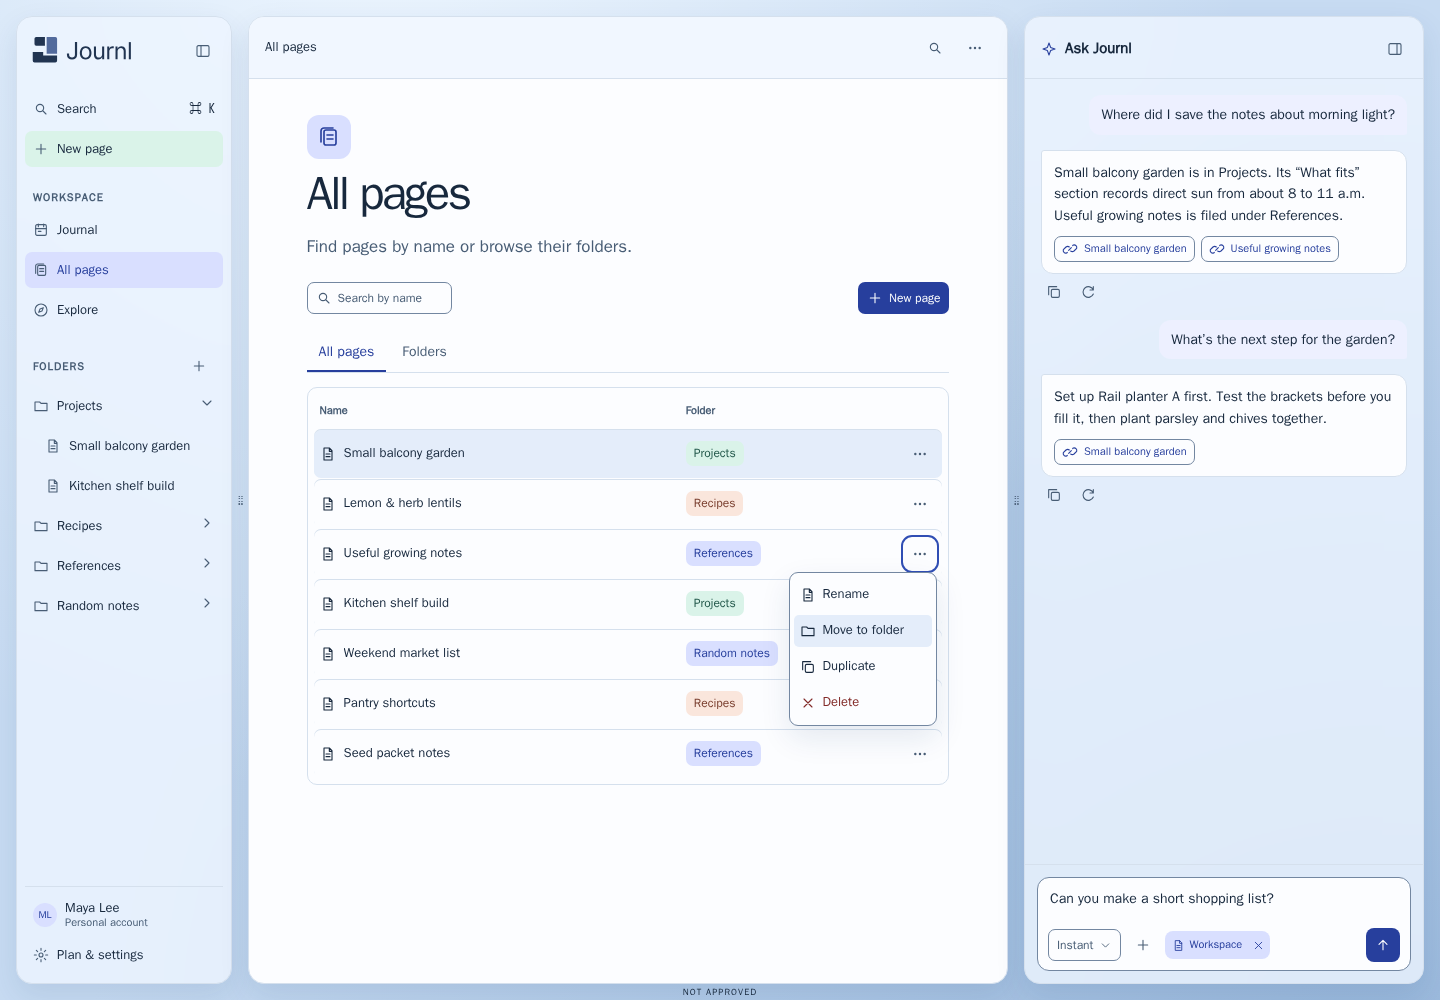 Journl
Search ⌘ K
New page
WORKSPACE
Journal
All pages
Explore
FOLDERS
Projects
Small balcony garden
Kitchen shelf build
Recipes
References
Random notes
ML
Maya Lee
Personal account
Plan & settings
All pages
All pages
Find pages by name or browse their folders.
Search by name
New page
All pages Folders
Name Folder
Small balcony garden Projects
Lemon & herb lentils Recipes
Useful growing notes References
Kitchen shelf build Projects
Weekend market list Random notes
Pantry shortcuts Recipes
Seed packet notes References
Rename
Move to folder
Duplicate
Delete
Ask Journl
Where did I save the notes about morning light?
Small balcony garden is in Projects. Its “What fits”
section records direct sun from about 8 to 11 a.m.
Useful growing notes is filed under References.
Small balcony garden Useful growing notes
What's the next step for the garden?
Set up Rail planter A first. Test the brackets before you
fill it, then plant parsley and chives together.
Small balcony garden
Can you make a short shopping list?
Instant Workspace
NOT APPROVED